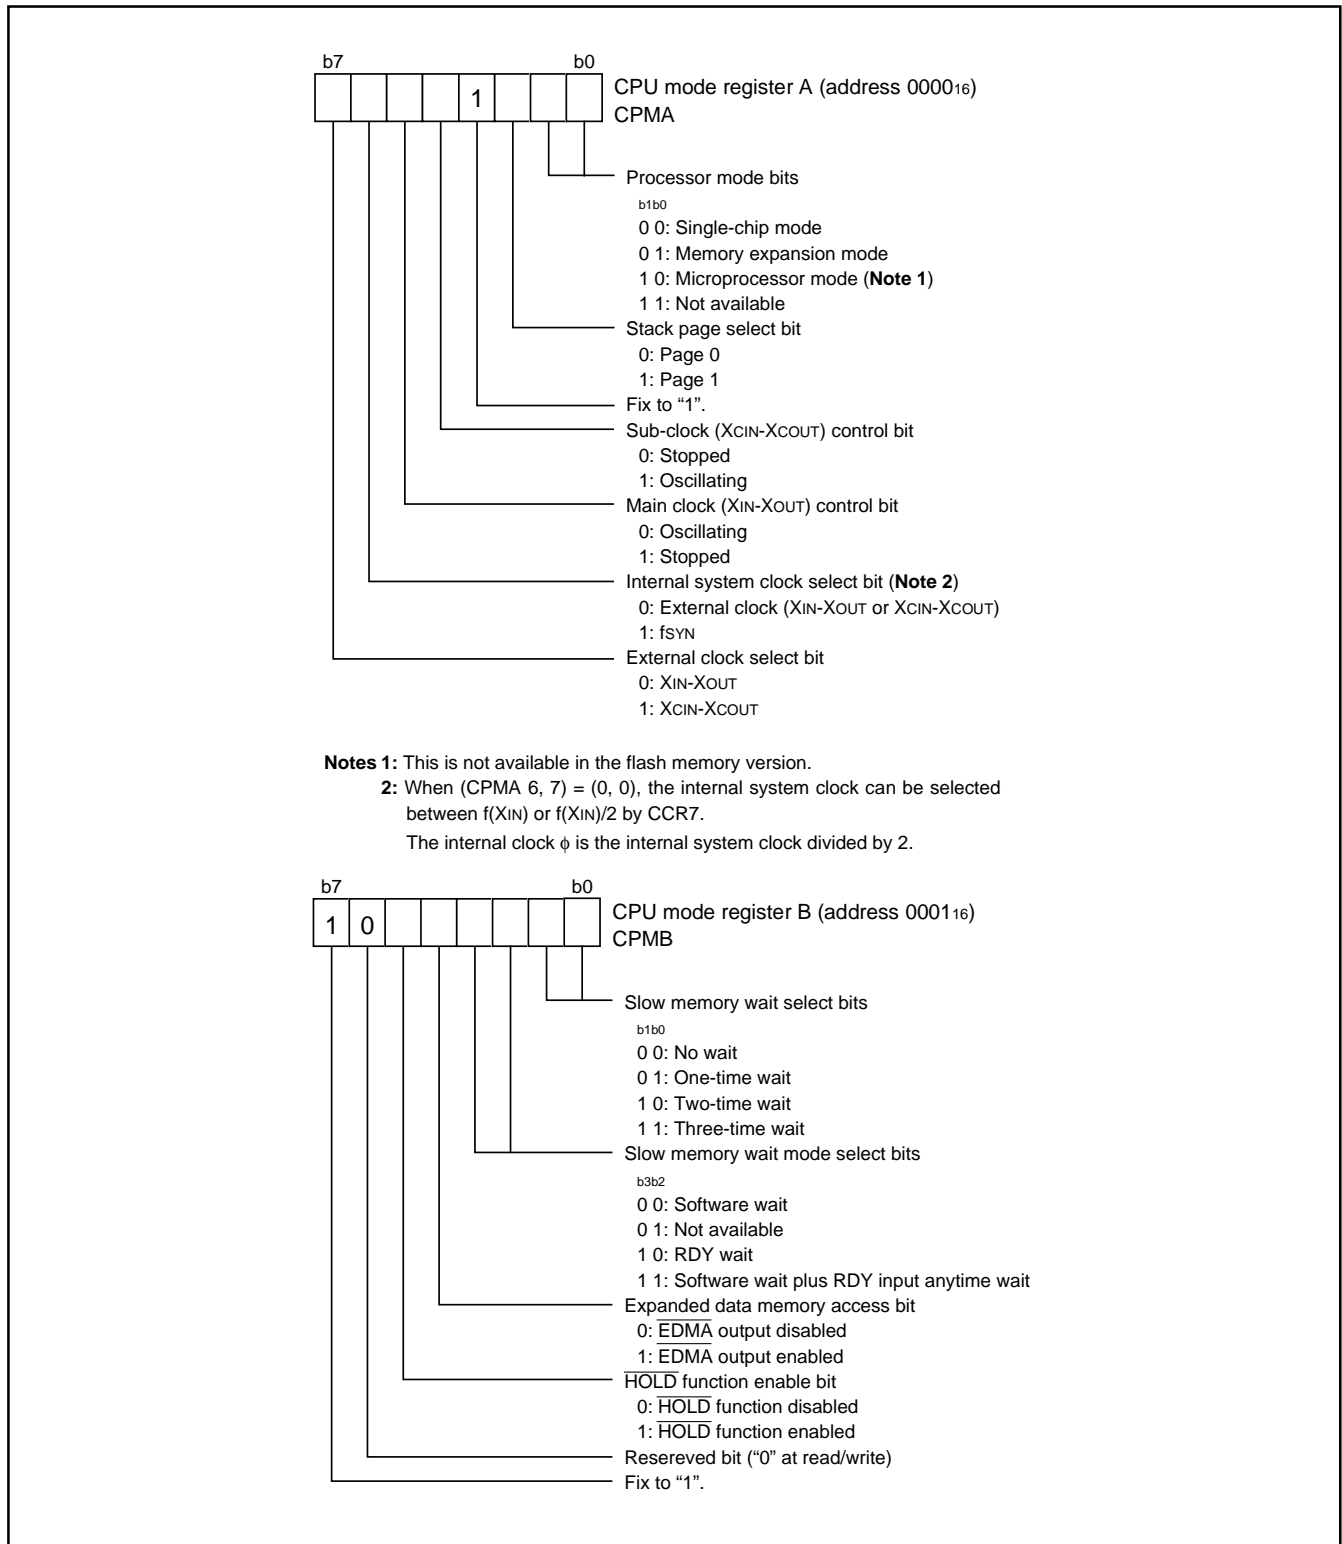 b7 b0
1
CPU mode register A (address 0000₁₆)
CPMA
Processor mode bits
b1b0
0 0: Single-chip mode
0 1: Memory expansion mode
1 0: Microprocessor mode (Note 1)
1 1: Not available
Stack page select bit
0: Page 0
1: Page 1
Fix to “1”.
Sub-clock (XCIN-XCOUT) control bit
0: Stopped
1: Oscillating
Main clock (XIN-XOUT) control bit
0: Oscillating
1: Stopped
Internal system clock select bit (Note 2)
0: External clock (XIN-XOUT or XCIN-XCOUT)
1: fSYN
External clock select bit
0: XIN-XOUT
1: XCIN-XCOUT
Notes 1: This is not available in the flash memory version.
2: When (CPMA 6, 7) = (0, 0), the internal system clock can be selected
between f(XIN) or f(XIN)/2 by CCR7.
The internal clock ϕ is the internal system clock divided by 2.
b7 b0
1 0
CPU mode register B (address 0001₁₆)
CPMB
Slow memory wait select bits
b1b0
0 0: No wait
0 1: One-time wait
1 0: Two-time wait
1 1: Three-time wait
Slow memory wait mode select bits
b3b2
0 0: Software wait
0 1: Not available
1 0: RDY wait
1 1: Software wait plus RDY input anytime wait
Expanded data memory access bit
0: E̅D̅M̅A̅ output disabled
1: E̅D̅M̅A̅ output enabled
H̅O̅L̅D̅ function enable bit
0: H̅O̅L̅D̅ function disabled
1: H̅O̅L̅D̅ function enabled
Resereved bit (“0” at read/write)
Fix to “1”.